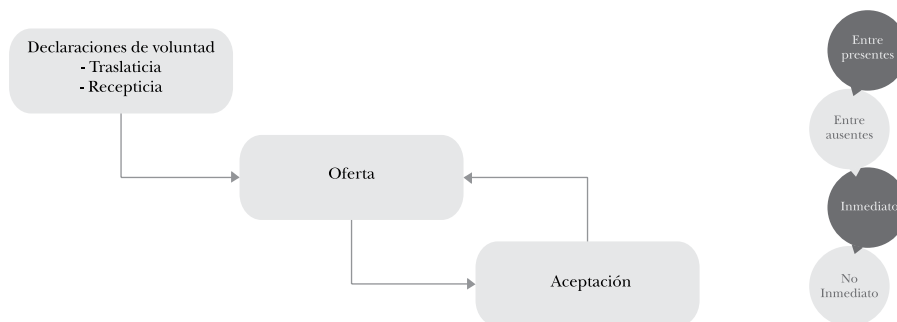 Declaraciones de voluntad
- Traslaticia
- Recepticia
Oferta
Aceptación
Entre
presentes
Entre
ausentes
Inmediato
No
Inmediato